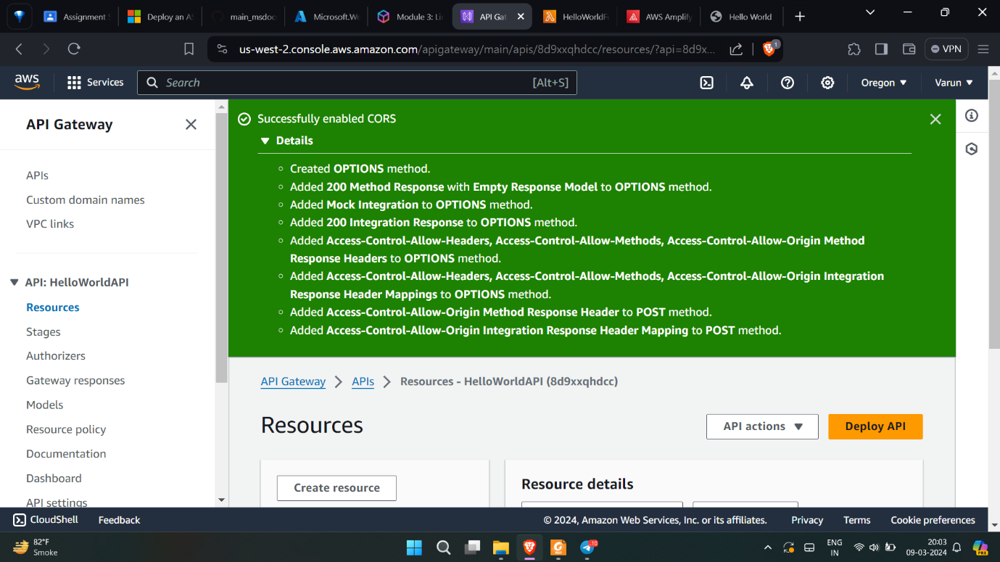 Assignment
Deploy an AS
main_msdoc
Microsoft.We
Module 3: Li
API Gat
HelloWorldF
AWS Amplify
Hello World
us-west-2.console.aws.amazon.com/apigateway/main/apis/8d9xxqhdcc/resources/?api=8d9x...
1
VPN
aws
Services
Search
[Alt+S]
Oregon
Varun
API Gateway
APIs
Custom domain names
VPC links
API: HelloWorldAPI
Resources
Stages
Authorizers
Gateway responses
Models
Resource policy
Documentation
Dashboard
API settings
Successfully enabled CORS
Details
Created OPTIONS method.
Added 200 Method Response with Empty Response Model to OPTIONS method.
Added Mock Integration to OPTIONS method.
Added 200 Integration Response to OPTIONS method.
Added Access-Control-Allow-Headers, Access-Control-Allow-Methods, Access-Control-Allow-Origin Method
Response Headers to OPTIONS method.
Added Access-Control-Allow-Headers, Access-Control-Allow-Methods, Access-Control-Allow-Origin Integration
Response Header Mappings to OPTIONS method.
Added Access-Control-Allow-Origin Method Response Header to POST method.
Added Access-Control-Allow-Origin Integration Response Header Mapping to POST method.
API Gateway > APIs > Resources - HelloWorldAPI (8d9xxqhdcc)
Resources
API actions
Deploy API
Create resource
Resource details
CloudShell
Feedback
© 2024, Amazon Web Services, Inc. or its affiliates.
Privacy
Terms
Cookie preferences
82°F
Smoke
10
ENG
IN
20:03
09-03-2024
PRE